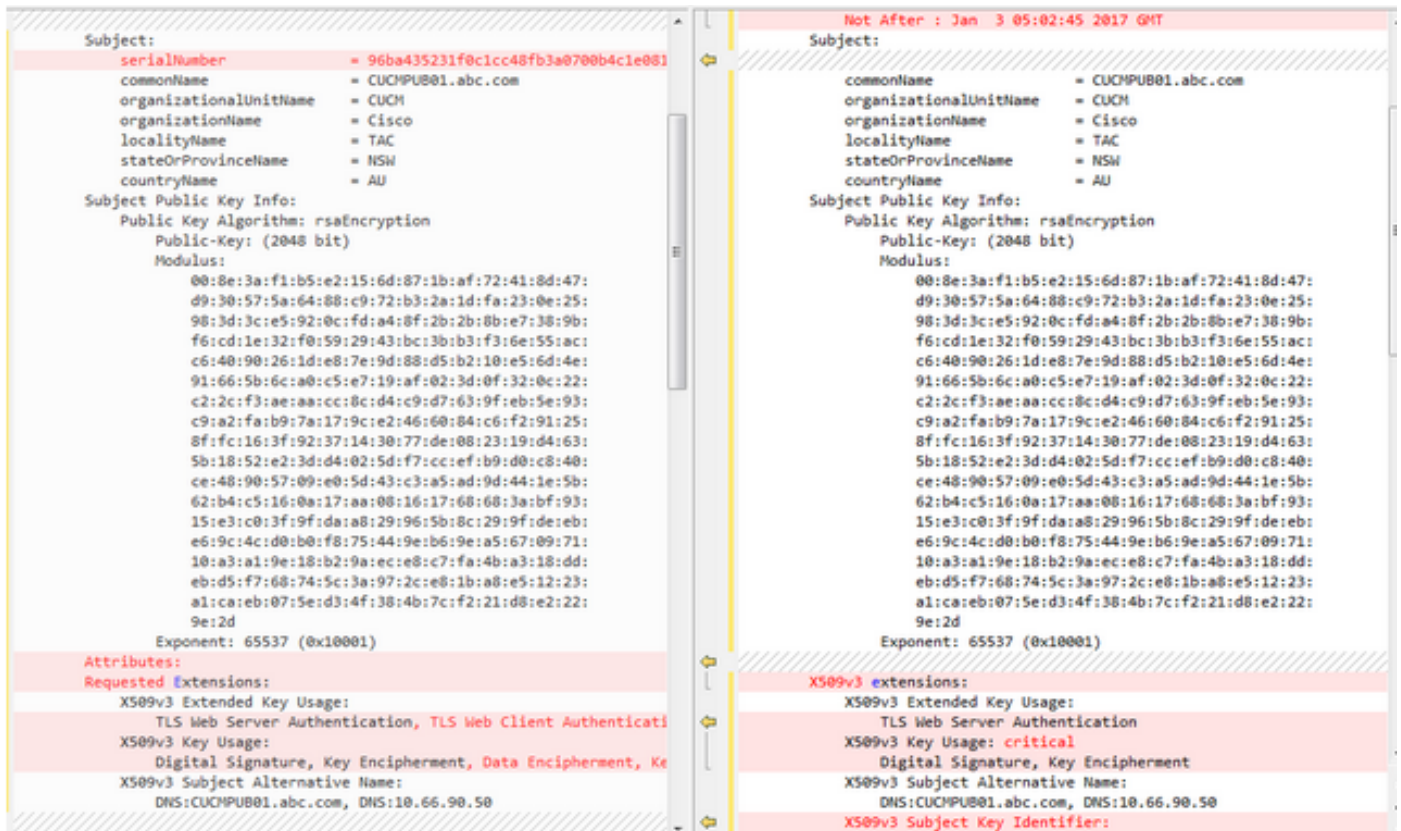 Subject:
serialNumber = 96ba435231f0c1cc48fb3a0700b4c1e081
commonName = CUCMPUB01.abc.com
organizationalUnitName = CUCM
organizationName = Cisco
localityName = TAC
stateOrProvinceName = NSW
countryName = AU
Subject Public Key Info:
Public Key Algorithm: rsaEncryption
Public-Key: (2048 bit)
Modulus:
00:8e:3a:f1:b5:e2:15:6d:87:1b:af:72:41:8d:47:
d9:30:57:5a:64:88:c9:72:b3:2a:1d:fa:23:0e:25:
98:3d:3c:e5:92:0c:fd:a4:8f:2b:2b:8b:e7:38:9b:
f6:cd:1e:32:f0:59:29:43:bc:3b:b3:f3:6e:55:ac:
c6:40:90:26:1d:e8:7e:9d:88:d5:b2:10:e5:6d:4e:
91:66:5b:6c:a0:c5:e7:19:af:02:3d:0f:32:0c:22:
c2:2c:f3:ae:aa:cc:8c:d4:c9:d7:63:9f:eb:5e:93:
c9:a2:fa:b9:7a:17:9c:e2:46:60:84:c6:f2:91:25:
8f:fc:16:3f:92:37:14:30:77:de:08:23:19:d4:63:
5b:18:52:e2:3d:d4:02:5d:f7:cc:ef:b9:d0:c8:40:
ce:48:90:57:09:e0:5d:43:c3:a5:ad:9d:44:1e:5b:
62:b4:c5:16:0a:17:aa:08:16:17:68:68:3a:bf:93:
15:e3:c0:3f:9f:da:a8:29:96:5b:8c:29:9f:de:eb:
e6:9c:4c:d0:b0:f8:75:44:9e:b6:9e:a5:67:09:71:
10:a3:a1:9e:18:b2:9a:ec:e8:c7:fa:4b:a3:18:dd:
eb:d5:f7:68:74:5c:3a:97:2c:e8:1b:a8:e5:12:23:
a1:ca:eb:07:5e:d3:4f:38:4b:7c:f2:21:d8:e2:22:
9e:2d
Exponent: 65537 (0x10001)
Attributes:
Requested Extensions:
X509v3 Extended Key Usage:
TLS Web Server Authentication, TLS Web Client Authenticati
X509v3 Key Usage:
Digital Signature, Key Encipherment, Data Encipherment, Ke
X509v3 Subject Alternative Name:
DNS:CUCMPUB01.abc.com, DNS:10.66.90.50
Not After : Jan 3 05:02:45 2017 GMT
Subject:
commonName = CUCMPUB01.abc.com
organizationalUnitName = CUCM
organizationName = Cisco
localityName = TAC
stateOrProvinceName = NSW
countryName = AU
Subject Public Key Info:
Public Key Algorithm: rsaEncryption
Public-Key: (2048 bit)
Modulus:
00:8e:3a:f1:b5:e2:15:6d:87:1b:af:72:41:8d:47:
d9:30:57:5a:64:88:c9:72:b3:2a:1d:fa:23:0e:25:
98:3d:3c:e5:92:0c:fd:a4:8f:2b:2b:8b:e7:38:9b:
f6:cd:1e:32:f0:59:29:43:bc:3b:b3:f3:6e:55:ac:
c6:40:90:26:1d:e8:7e:9d:88:d5:b2:10:e5:6d:4e:
91:66:5b:6c:a0:c5:e7:19:af:02:3d:0f:32:0c:22:
c2:2c:f3:ae:aa:cc:8c:d4:c9:d7:63:9f:eb:5e:93:
c9:a2:fa:b9:7a:17:9c:e2:46:60:84:c6:f2:91:25:
8f:fc:16:3f:92:37:14:30:77:de:08:23:19:d4:63:
5b:18:52:e2:3d:d4:02:5d:f7:cc:ef:b9:d0:c8:40:
ce:48:90:57:09:e0:5d:43:c3:a5:ad:9d:44:1e:5b:
62:b4:c5:16:0a:17:aa:08:16:17:68:68:3a:bf:93:
15:e3:c0:3f:9f:da:a8:29:96:5b:8c:29:9f:de:eb:
e6:9c:4c:d0:b0:f8:75:44:9e:b6:9e:a5:67:09:71:
10:a3:a1:9e:18:b2:9a:ec:e8:c7:fa:4b:a3:18:dd:
eb:d5:f7:68:74:5c:3a:97:2c:e8:1b:a8:e5:12:23:
a1:ca:eb:07:5e:d3:4f:38:4b:7c:f2:21:d8:e2:22:
9e:2d
Exponent: 65537 (0x10001)
X509v3 extensions:
X509v3 Extended Key Usage:
TLS Web Server Authentication
X509v3 Key Usage: critical
Digital Signature, Key Encipherment
X509v3 Subject Alternative Name:
DNS:CUCMPUB01.abc.com, DNS:10.66.90.50
X509v3 Subject Key Identifier: